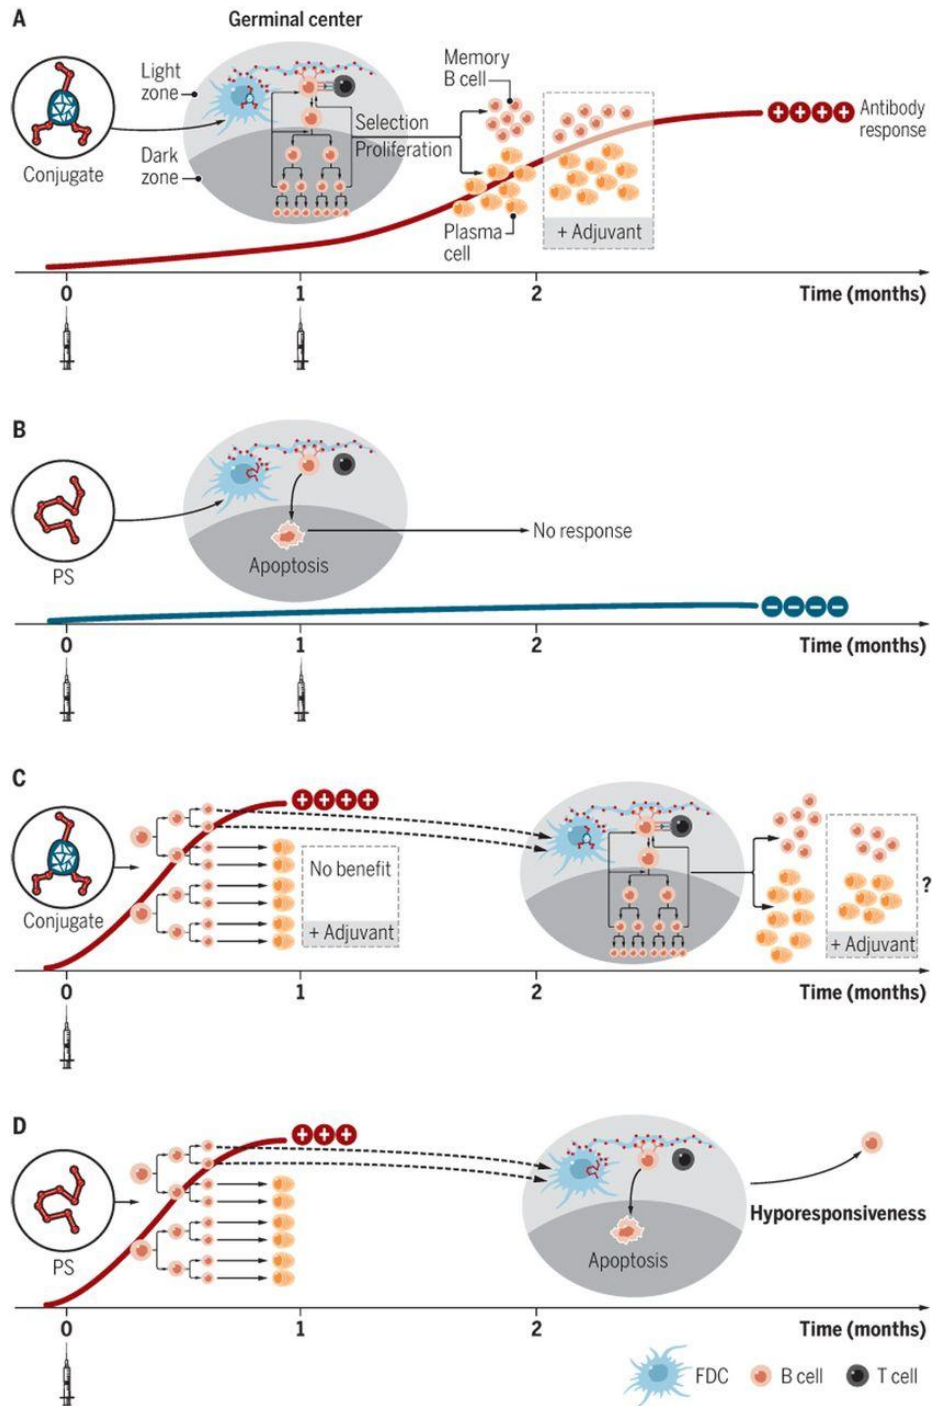 A
Germinal center
Light
zone
Dark
zone
Conjugate
Selection
Proliferation
Memory
B cell
Plasma
cell
+ Adjuvant
++++
Antibody
response
0
1
2
Time (months)
B
PS
Apoptosis
No response
−−−−
0
1
2
Time (months)
C
Conjugate
++++
No benefit
+ Adjuvant
+ Adjuvant
?
0
1
2
Time (months)
D
PS
+++
Apoptosis
Hyporesponsiveness
0
1
2
Time (months)
FDC
B cell
T cell